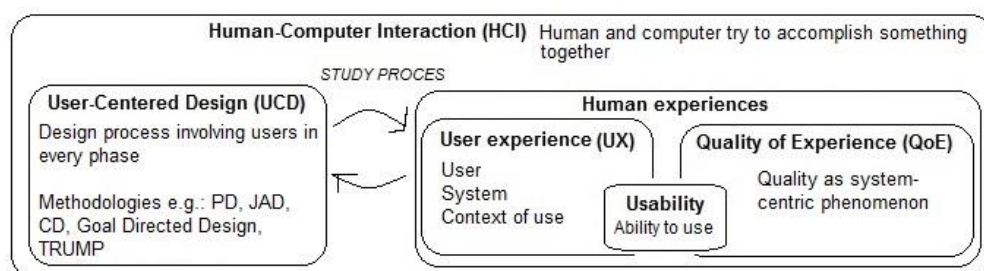 Human-Computer Interaction (HCI) Human and computer try to accomplish something
together
STUDY PROCES
User-Centered Design (UCD)
Design process involving users in
every phase
Methodologies e.g.: PD, JAD,
CD, Goal Directed Design,
TRUMP
Human experiences
User experience (UX)
User
System
Context of use
Usability
Ability to use
Quality of Experience (QoE)
Quality as system-
centric phenomenon